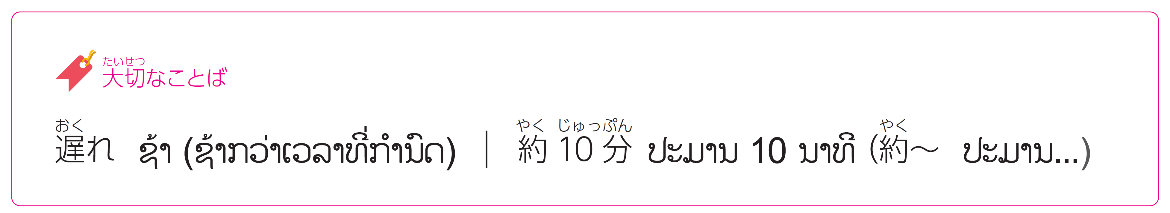 たいせつ
大切なことば
おく やく じゅっぷん やく
遅れ ຊ້າ (ຊ້າກວ່າເວລາທີ່ກຳນົດ) | 約 10 分 ປະມານ 10 ນາທີ (約～ ປະມານ...)